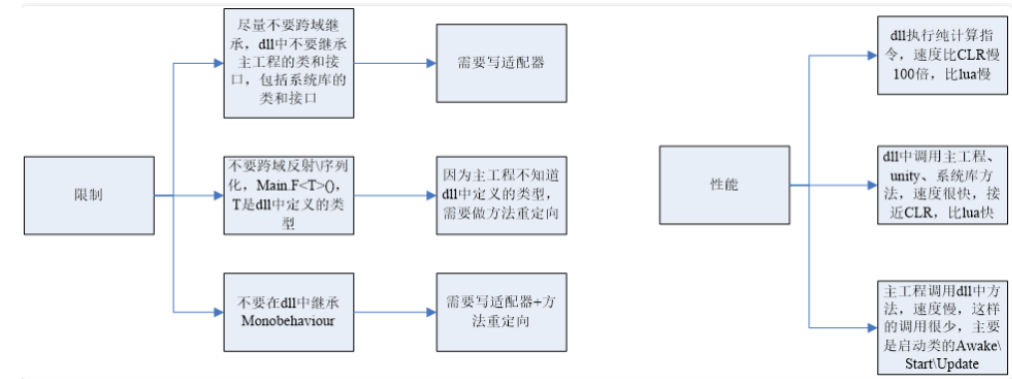 限制
尽量不要跨域继
承，dll中不要继承
主工程的类和接
口，包括系统库的
类和接口
需要写适配器
不要跨域反射\序列
化，Main.F<T>()，
T是dll中定义的类
型
因为主工程不知道
dll中定义的类型，
需要做方法重定向
不要在dll中继承
Monobehaviour
需要写适配器+方
法重定向
性能
dll执行纯计算指
令，速度比CLR慢
100倍，比lua慢
dll中调用主工程、
unity、系统库方
法，速度很快，接
近CLR，比lua快
主工程调用dll中方
法，速度慢，这样
的调用很少，主要
是启动类的Awake\
Start\Update